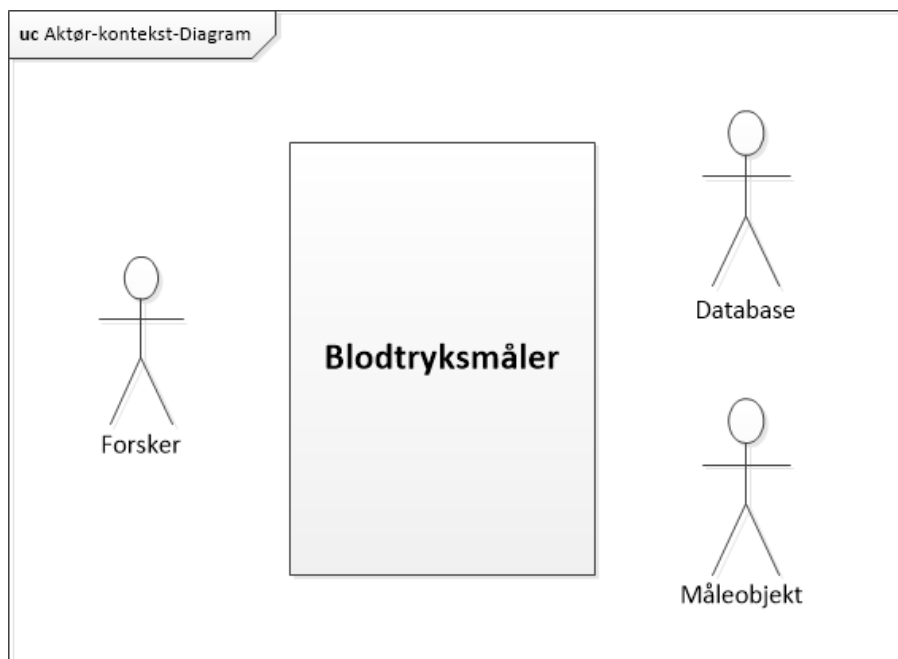 uc Aktør-kontekst-Diagram
Database
Blodtryksmåler
Forsker
Måleobjekt